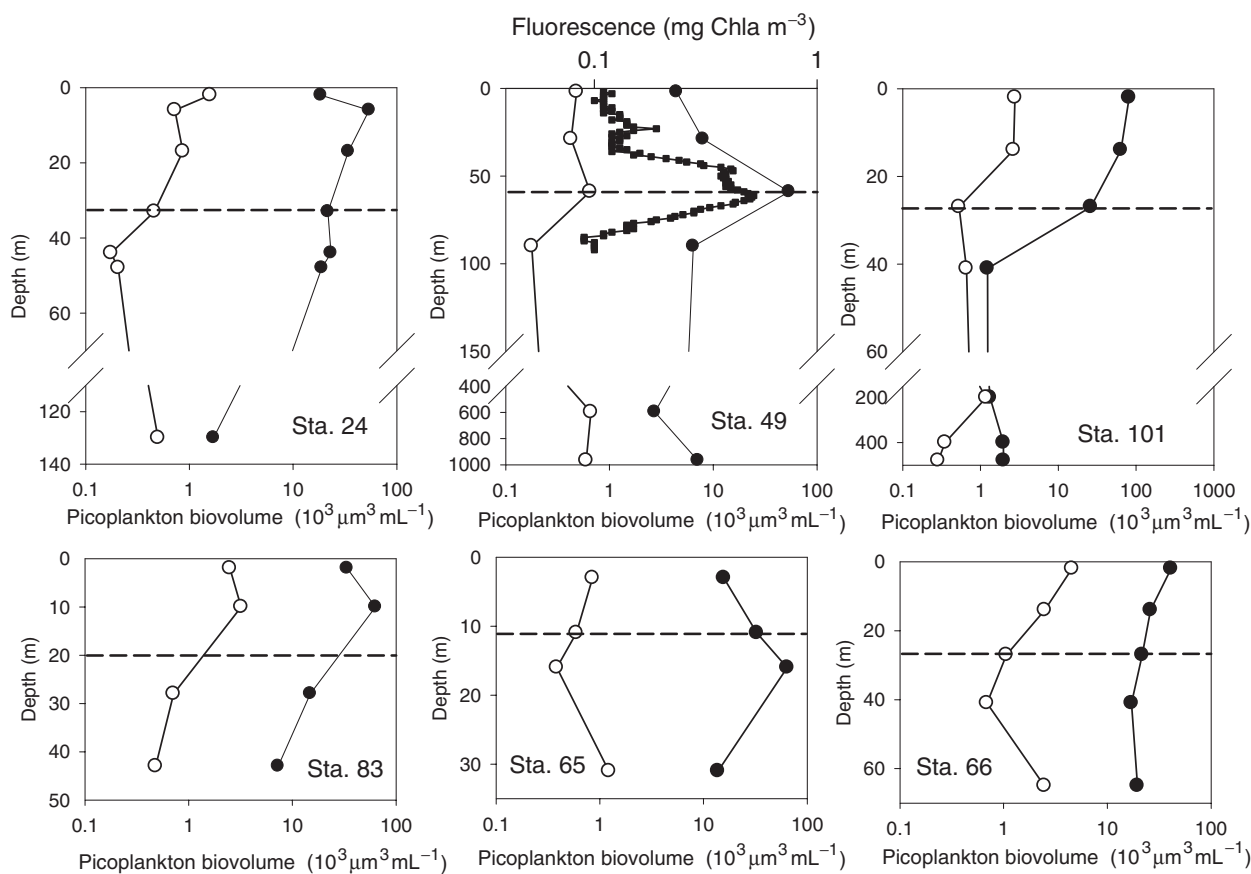 Fluorescence (mg Chla m⁻³)
0.1 1
0
20
40
60
120
140
Depth (m)
Sta. 24
0.1 1 10 100
Picoplankton biovolume (10³ μm³ mL⁻¹)
0
50
100
150
400
600
800
1000
Depth (m)
Sta. 49
0.1 1 10 100
Picoplankton biovolume (10³ μm³ mL⁻¹)
0
20
40
60
200
400
Depth (m)
Sta. 101
0.1 1 10 100 1000
Picoplankton biovolume (10³ μm³ mL⁻¹)
0
10
20
30
40
50
Depth (m)
Sta. 83
0.1 1 10 100
Picoplankton biovolume (10³ μm³ mL⁻¹)
0
10
20
30
Depth (m)
Sta. 65
0.1 1 10 100
Picoplankton biovolume (10³ μm³ mL⁻¹)
0
20
40
60
Depth (m)
Sta. 66
0.1 1 10 100
Picoplankton biovolume (10³ μm³ mL⁻¹)